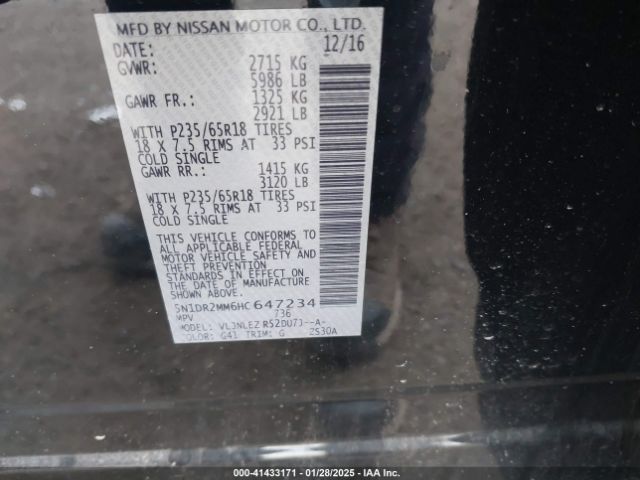 MFD BY NISSAN MOTOR CO., LTD.
DATE: 12/16
GVWR: 2715 KG
5986 LB
GAWR FR.: 1325 KG
2921 LB
WITH P235/65R18 TIRES
18 X 7.5 RIMS AT 33 PSI
COLD SINGLE
GAWR RR.: 1415 KG
3120 LB
WITH P235/65R18 TIRES
18 X 7.5 RIMS AT 33 PSI
COLD SINGLE
THIS VEHICLE CONFORMS TO
ALL APPLICABLE FEDERAL
MOTOR VEHICLE SAFETY AND
THEFT PREVENTION
STANDARDS IN EFFECT ON
THE DATE OF MANUFACTURE
SHOWN ABOVE.
5N1DR2MM6HC647234
MPV 736
MODEL: VLJNLEZ R52DU7J--A-
COLOR: G41 TRIM: G 2S30A
000-41433171 | 01/28/2025 | IAA Inc.